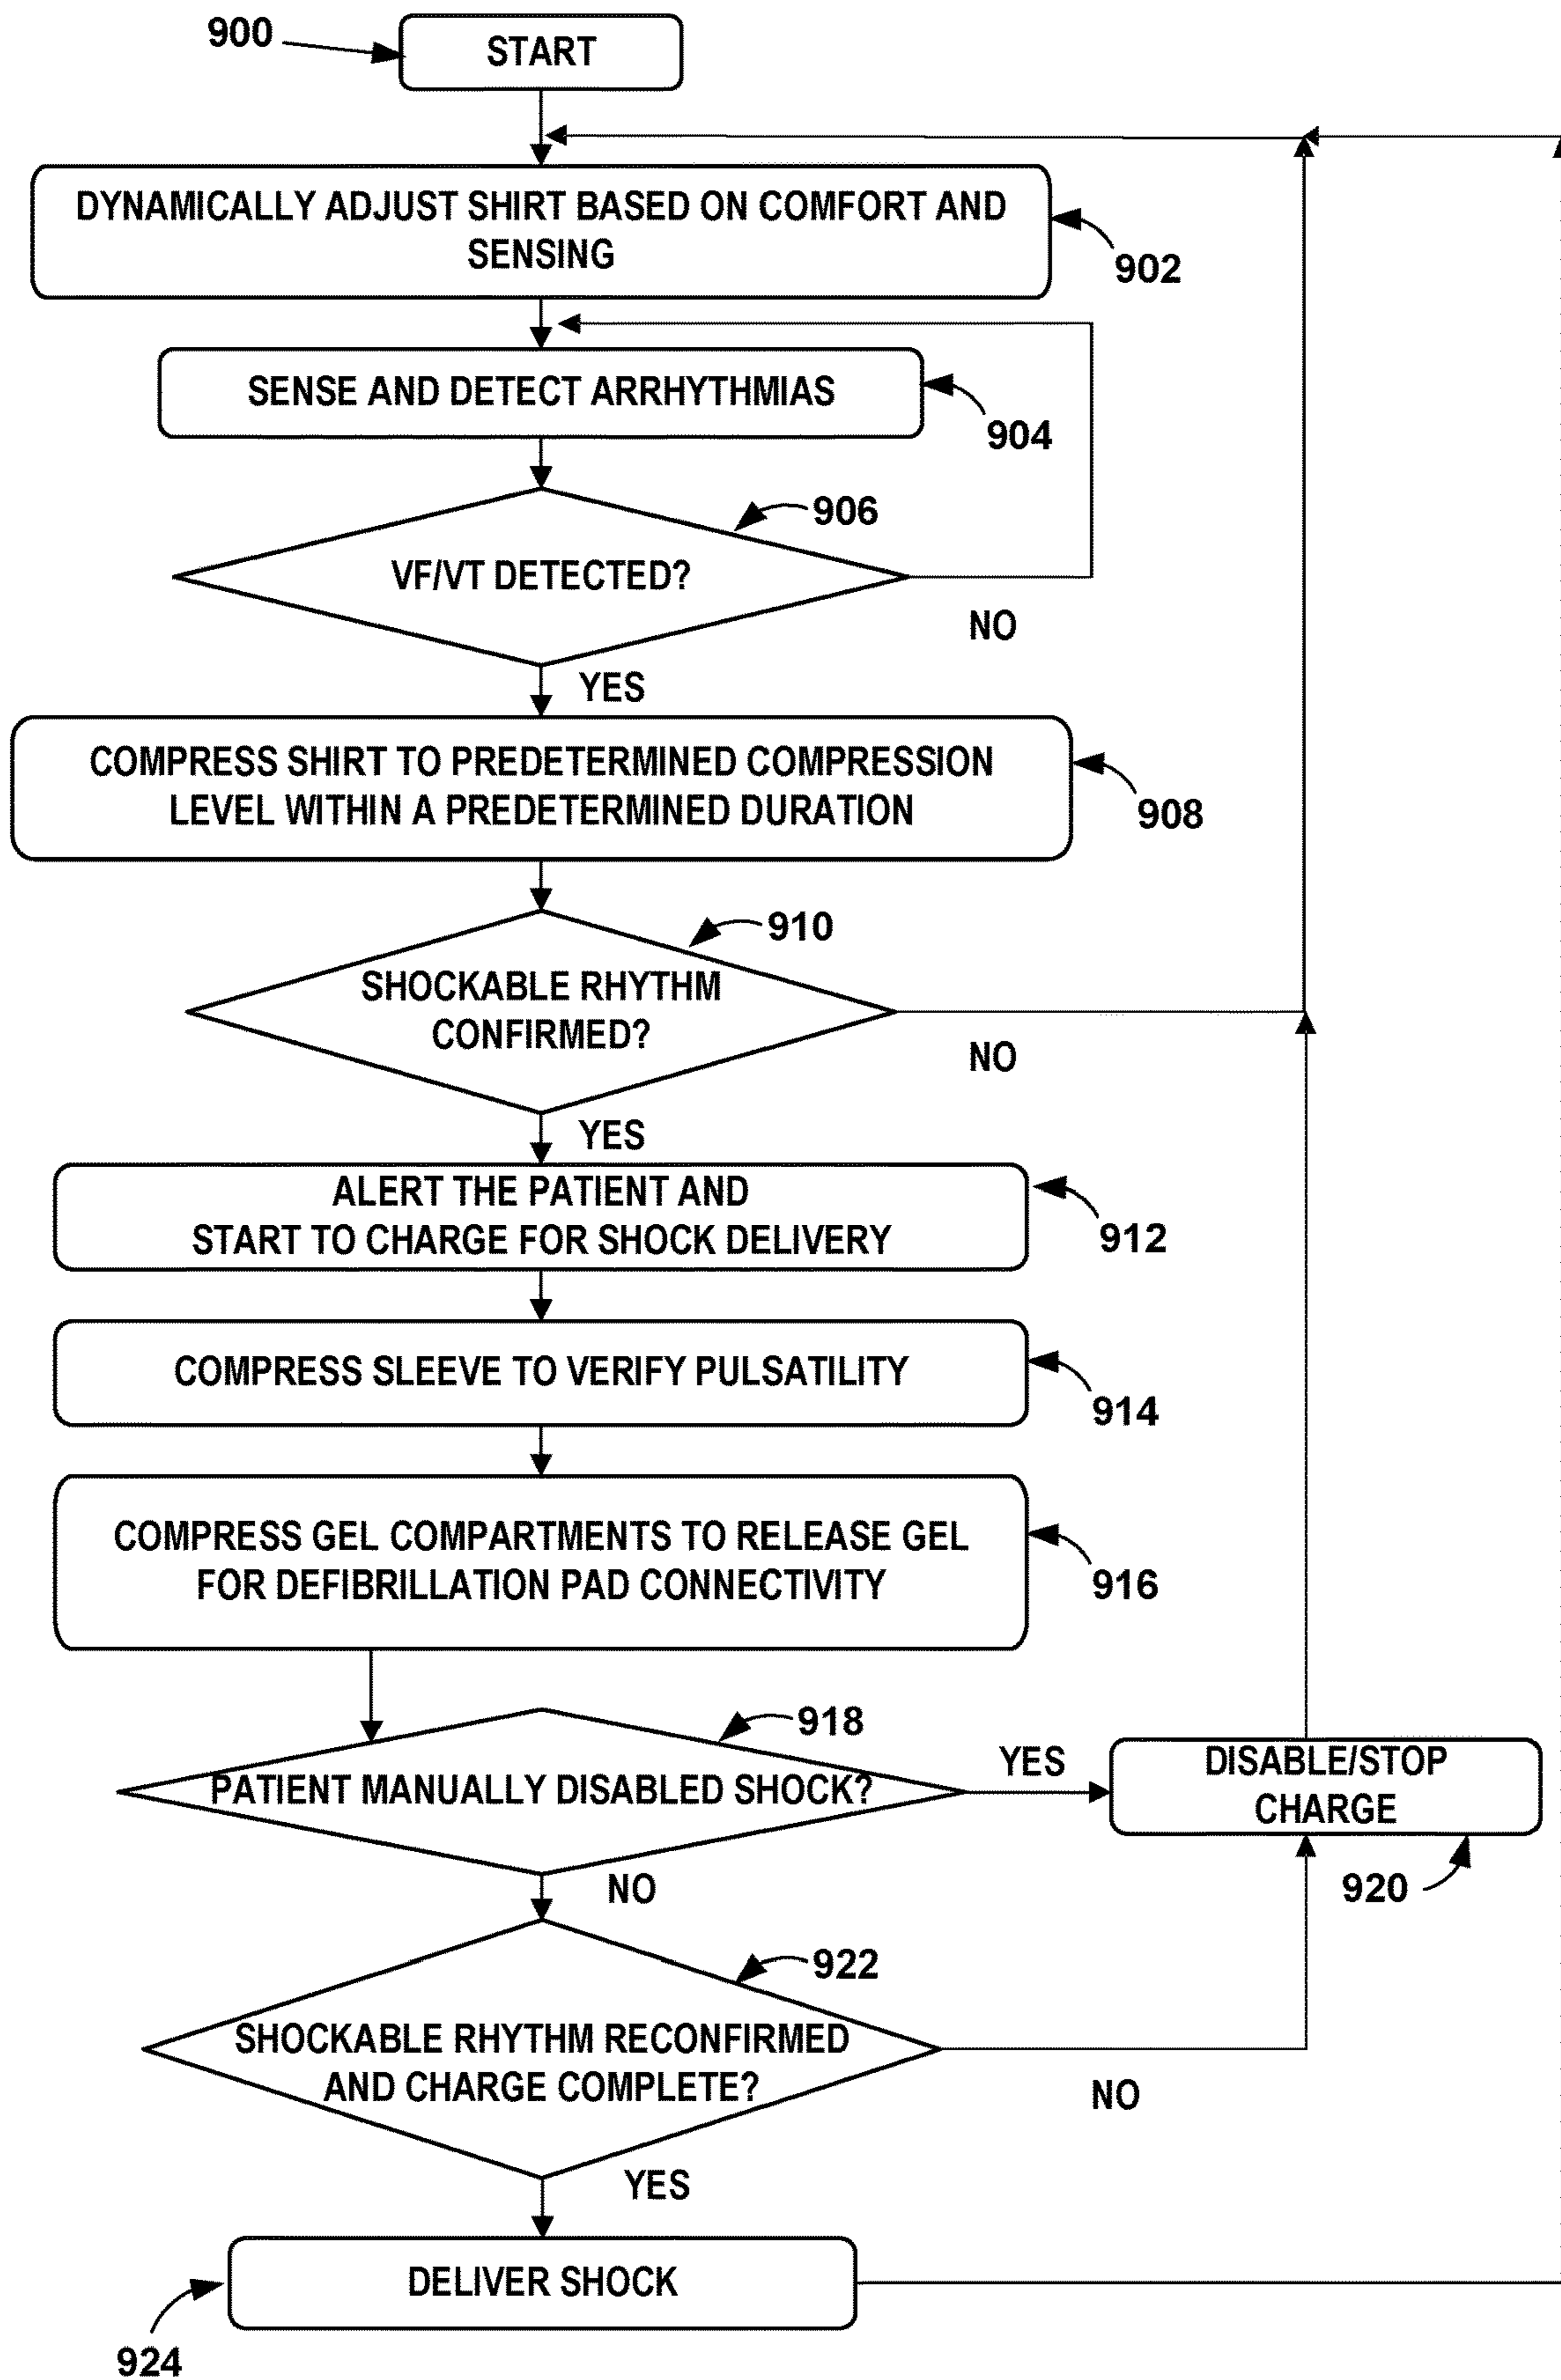 900
START
DYNAMICALLY ADJUST SHIRT BASED ON COMFORT AND
SENSING
902
SENSE AND DETECT ARRHYTHMIAS
904
906
VF/VT DETECTED?
NO
YES
COMPRESS SHIRT TO PREDETERMINED COMPRESSION
LEVEL WITHIN A PREDETERMINED DURATION
908
910
SHOCKABLE RHYTHM
CONFIRMED?
NO
YES
ALERT THE PATIENT AND
START TO CHARGE FOR SHOCK DELIVERY
912
COMPRESS SLEEVE TO VERIFY PULSATILITY
914
COMPRESS GEL COMPARTMENTS TO RELEASE GEL
FOR DEFIBRILLATION PAD CONNECTIVITY
916
918
PATIENT MANUALLY DISABLED SHOCK?
YES
DISABLE/STOP
CHARGE
920
NO
922
SHOCKABLE RHYTHM RECONFIRMED
AND CHARGE COMPLETE?
NO
YES
DELIVER SHOCK
924